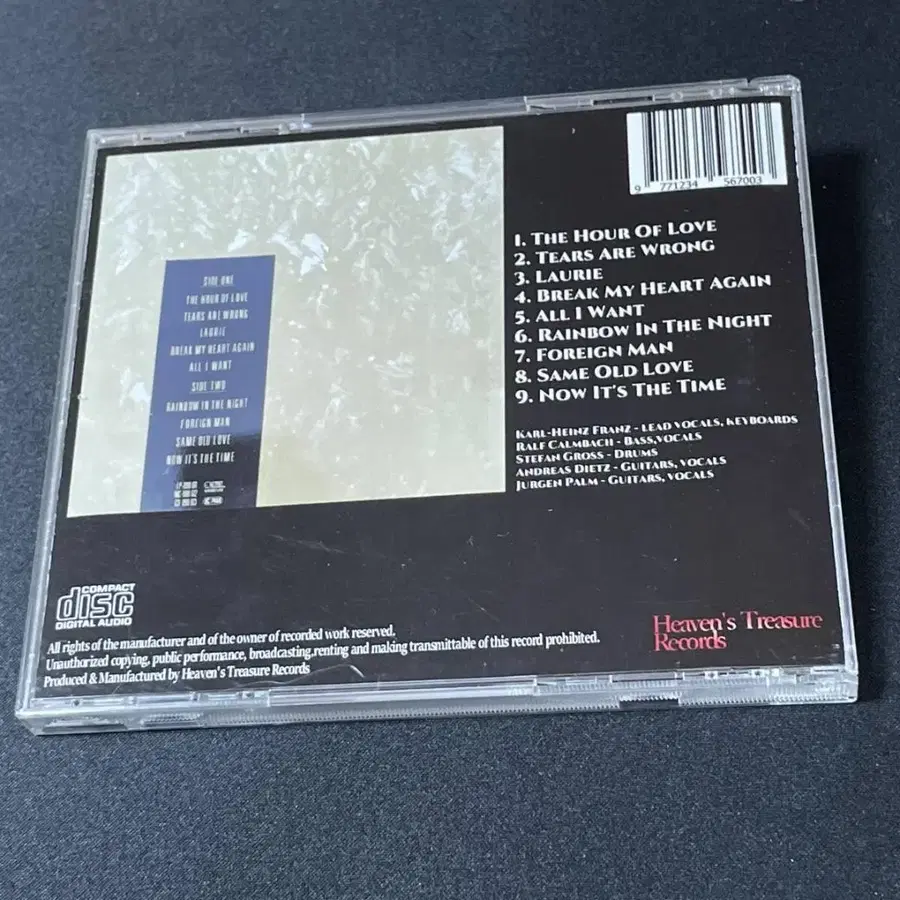 9 771234 567003
SIDE ONE
THE HOUR OF LOVE
TEARS ARE WRONG
LAURIE
BREAK MY HEART AGAIN
ALL I WANT
SIDE TWO
RAINBOW IN THE NIGHT
FOREIGN MAN
SAME OLD LOVE
NOW IT'S THE TIME
1. THE HOUR OF LOVE
2. TEARS ARE WRONG
3. LAURIE
4. BREAK MY HEART AGAIN
5. ALL I WANT
6. RAINBOW IN THE NIGHT
7. FOREIGN MAN
8. SAME OLD LOVE
9. NOW IT'S THE TIME
KARL-HEINZ FRANZ - LEAD VOCALS, KEYBOARDS
RALF CALMBACH - BASS,VOCALS
STEFAN GROSS - DRUMS
ANDREAS DIETZ - GUITARS, VOCALS
JURGEN PALM - GUITARS, VOCALS
COMPACT
disc
DIGITAL AUDIO
All rights of the manufacturer and of the owner of recorded work reserved.
Unauthorized copying, public performance, broadcasting,renting and making transmittable of this record prohibited.
Produced & Manufactured by Heaven's Treasure Records
Heaven's Treasure
Records